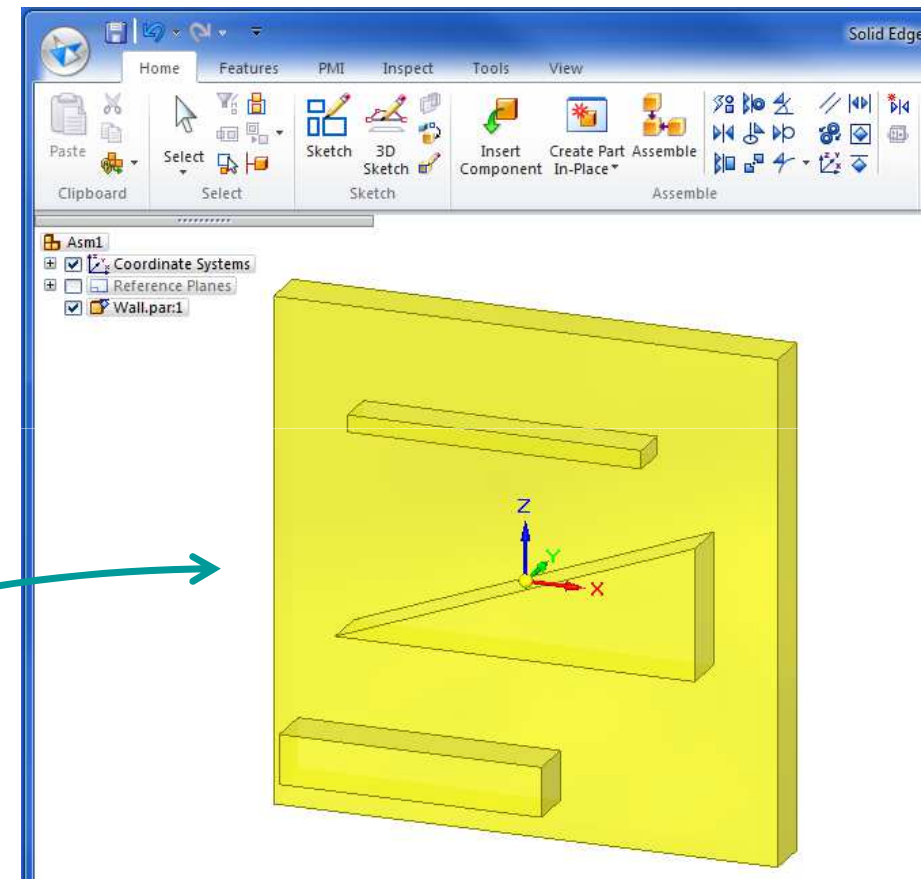 Solid Edge
Home Features PMI Inspect Tools View
Paste
Select
Sketch
3D Sketch
Insert Component
Create Part In-Place
Assemble
Clipboard Select Sketch Assemble
Asm1
Coordinate Systems
Reference Planes
Wall.par:1
Z
Y
X